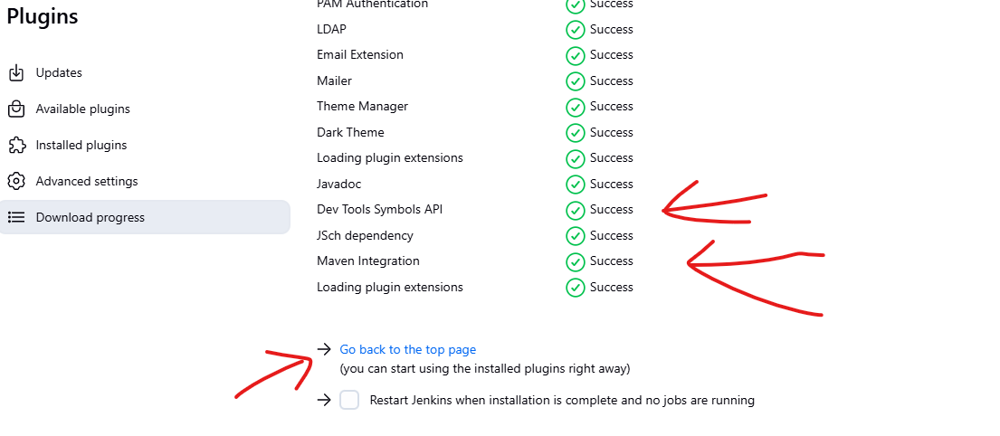 Plugins
Updates
Available plugins
Installed plugins
Advanced settings
Download progress
PAM Authentication Success
LDAP Success
Email Extension Success
Mailer Success
Theme Manager Success
Dark Theme Success
Loading plugin extensions Success
Javadoc Success
Dev Tools Symbols API Success
JSch dependency Success
Maven Integration Success
Loading plugin extensions Success
Go back to the top page
(you can start using the installed plugins right away)
Restart Jenkins when installation is complete and no jobs are running